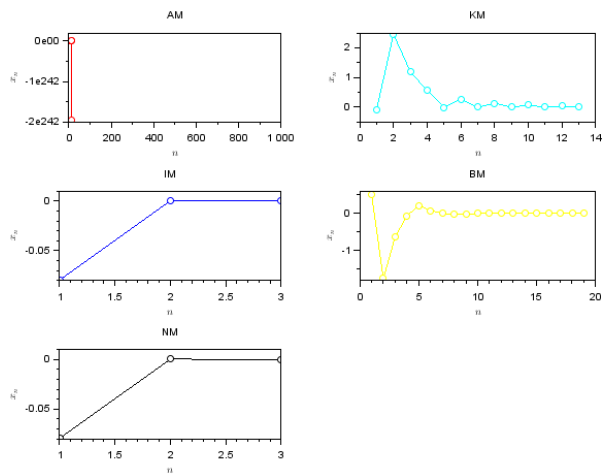 AM
0e00
-1e242
-2e242
0 200 400 600 800 1 000
x_n
n
KM
2
1
0
0 2 4 6 8 10 12 14
x_n
n
IM
0
-0.05
1 1.5 2 2.5 3
x_n
n
BM
0
-1
0 5 10 15 20
x_n
n
NM
0
-0.05
1 1.5 2 2.5 3
x_n
n